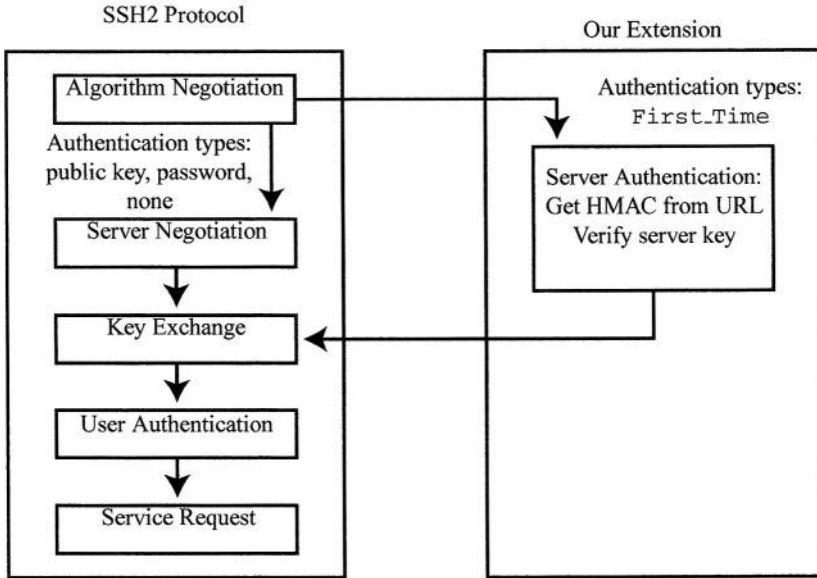 SSH2 Protocol
Algorithm Negotiation
Authentication types:
public key, password,
none
Server Negotiation
Key Exchange
User Authentication
Service Request
Our Extension
Authentication types:
First_Time
Server Authentication:
Get HMAC from URL
Verify server key